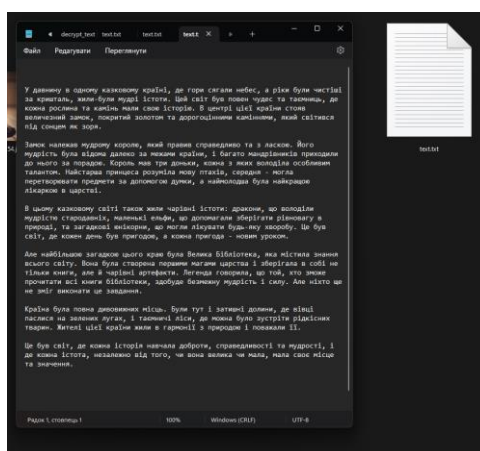 decrypt_text text.txt text.txt text.t
Файл Редагувати Переглянути
У давнину в одному казковому країні, де гори сягали небес, а ріки були чистіші
за кришталь, жили-були мудрі істоти. Цей світ був повен чудес та таємниць, де
кожна рослина та камінь мали свою історію. В центрі цієї країни стояв
величезний замок, покритий золотом та дорогоцінними каміннями, який світився
під сонцем як зоря.
Замок належав мудрому королю, який правив справедливо та з ласкою. Його
мудрість була відома далеко за межами країни, і багато мандрівників приходили
до нього за порадою. Король мав три доньки, кожна з яких володіла особливим
талантом. Найстарша принцеса розуміла мову птахів, середня - могла
перетворювати предмети за допомогою думки, а наймолодша була найкращою
лікаркою в царстві.
В цьому казковому світі також жили чарівні істоти: дракони, що володіли
мудрістю стародавніх, маленькі ельфи, що допомагали зберігати рівновагу в
природі, та загадкові юнікорни, що могли лікувати будь-яку хворобу. Це був
світ, де кожен день був пригодою, а кожна пригода – новим уроком.
Але найбільшою загадкою цього краю була Велика Бібліотека, яка містила знання
всього світу. Вона була створена першими магами царства і зберігала в собі не
тільки книги, але й чарівні артефакти. Легенда говорила, що той, хто зможе
прочитати всі книги бібліотеки, здобуде безмежну мудрість і силу. Але ніхто ще
не зміг виконати це завдання.
Країна була повна дивовижних місць. Були тут і затишні долини, де вівці
паслися на зелених лугах, і таємничі ліси, де можна було зустріти рідкісних
тварин. Жителі цієї країни жили в гармонії з природою і поважали її.
Це був світ, де кожна історія навчала доброти, справедливості та мудрості, і
де кожна істота, незалежно від того, чи вона велика чи мала, мала своє місце
та значення.
Рядок 1, стовпець 1 100% Windows (CRLF) UTF-8
text.txt